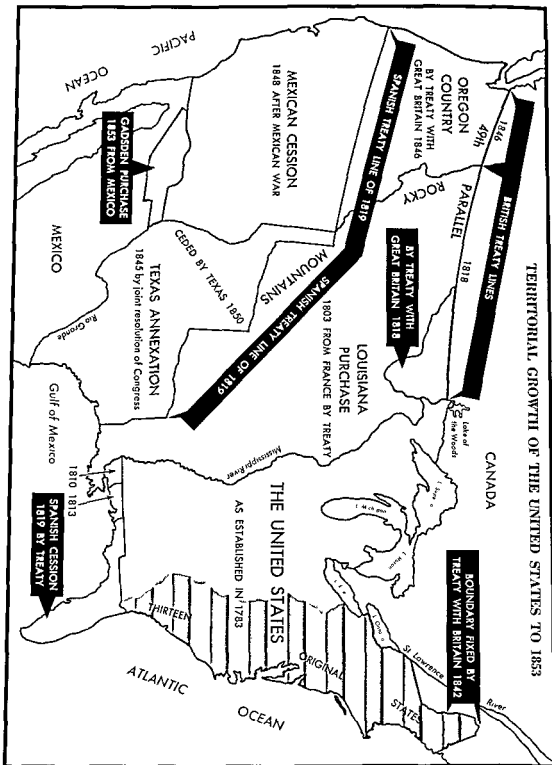 TERRITORIAL GROWTH OF THE UNITED STATES TO 1853
PACIFIC
OCEAN
OREGON
COUNTRY
BY TREATY WITH
GREAT BRITAIN 1846
1846
49th
PARALLEL
1818
BRITISH TREATY LINES
SPANISH TREATY LINE OF 1819
ROCKY
MOUNTAINS
BY TREATY WITH
GREAT BRITAIN 1818
Lake of
the Woods
CANADA
BOUNDARY FIXED BY
TREATY WITH BRITAIN 1842
St Lawrence
River
MEXICAN CESSION
1848 AFTER MEXICAN WAR
LOUISIANA
PURCHASE
1803 FROM FRANCE BY TREATY
SPANISH TREATY LINE OF 1819
Mississippi River
THE UNITED STATES
AS ESTABLISHED IN 1783
THIRTEEN
ORIGINAL
STATES
GADSDEN PURCHASE
1853 FROM MEXICO
CEDED BY TEXAS 1850
TEXAS ANNEXATION
1845 by joint resolution of Congress
MEXICO
Rio Grande
Gulf of Mexico
1810
1813
SPANISH CESSION
1819 BY TREATY
ATLANTIC
OCEAN